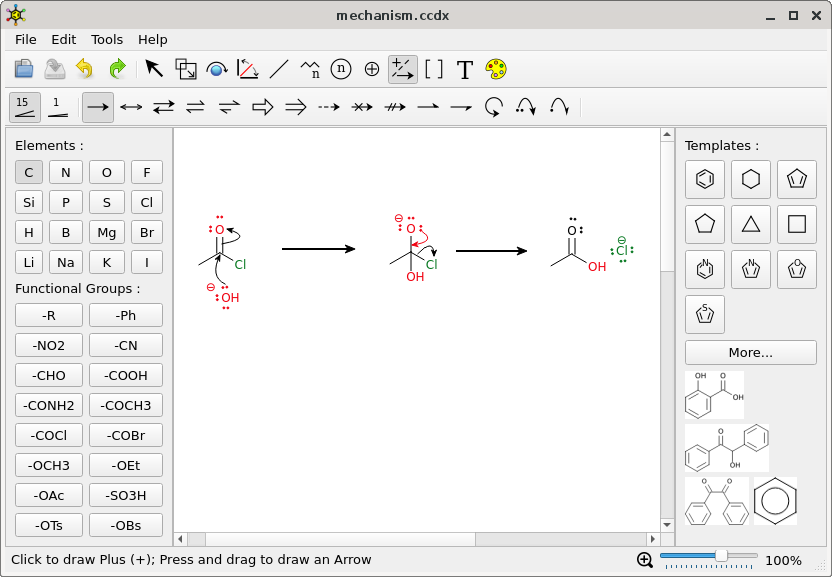 mechanism.ccdx
File Edit Tools Help
n n T
15 1
Elements :
C N O F
Si P S Cl
H B Mg Br
Li Na K I
Functional Groups :
-R -Ph
-NO2 -CN
-CHO -COOH
-CONH2 -COCH3
-COCl -COBr
-OCH3 -OEt
-OAc -SO3H
-OTs -OBs
O
Cl
OH
O
Cl
OH
O
OH
Cl
Templates :
N N O
S
More...
OH O
OH
O
OH
O O
Click to draw Plus (+); Press and drag to draw an Arrow 100%